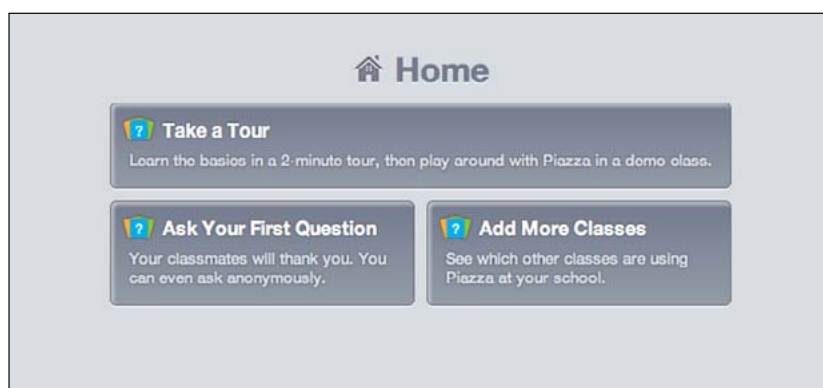 Home
? Take a Tour
Learn the basics in a 2-minute tour, then play around with Piazza in a demo class.
? Ask Your First Question
Your classmates will thank you. You
can even ask anonymously.
? Add More Classes
See which other classes are using
Piazza at your school.